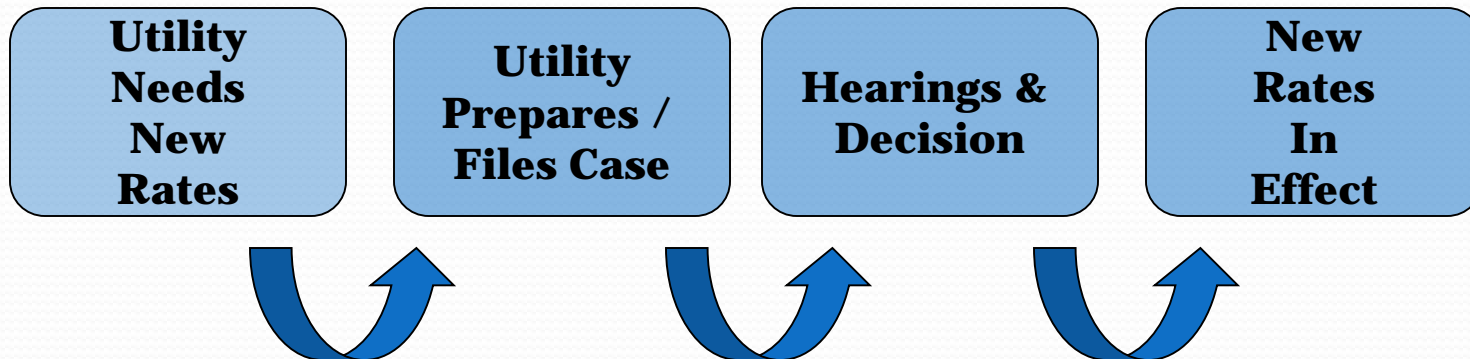 Utility
Needs
New
Rates
Utility
Prepares /
Files Case
Hearings &
Decision
New
Rates
In
Effect